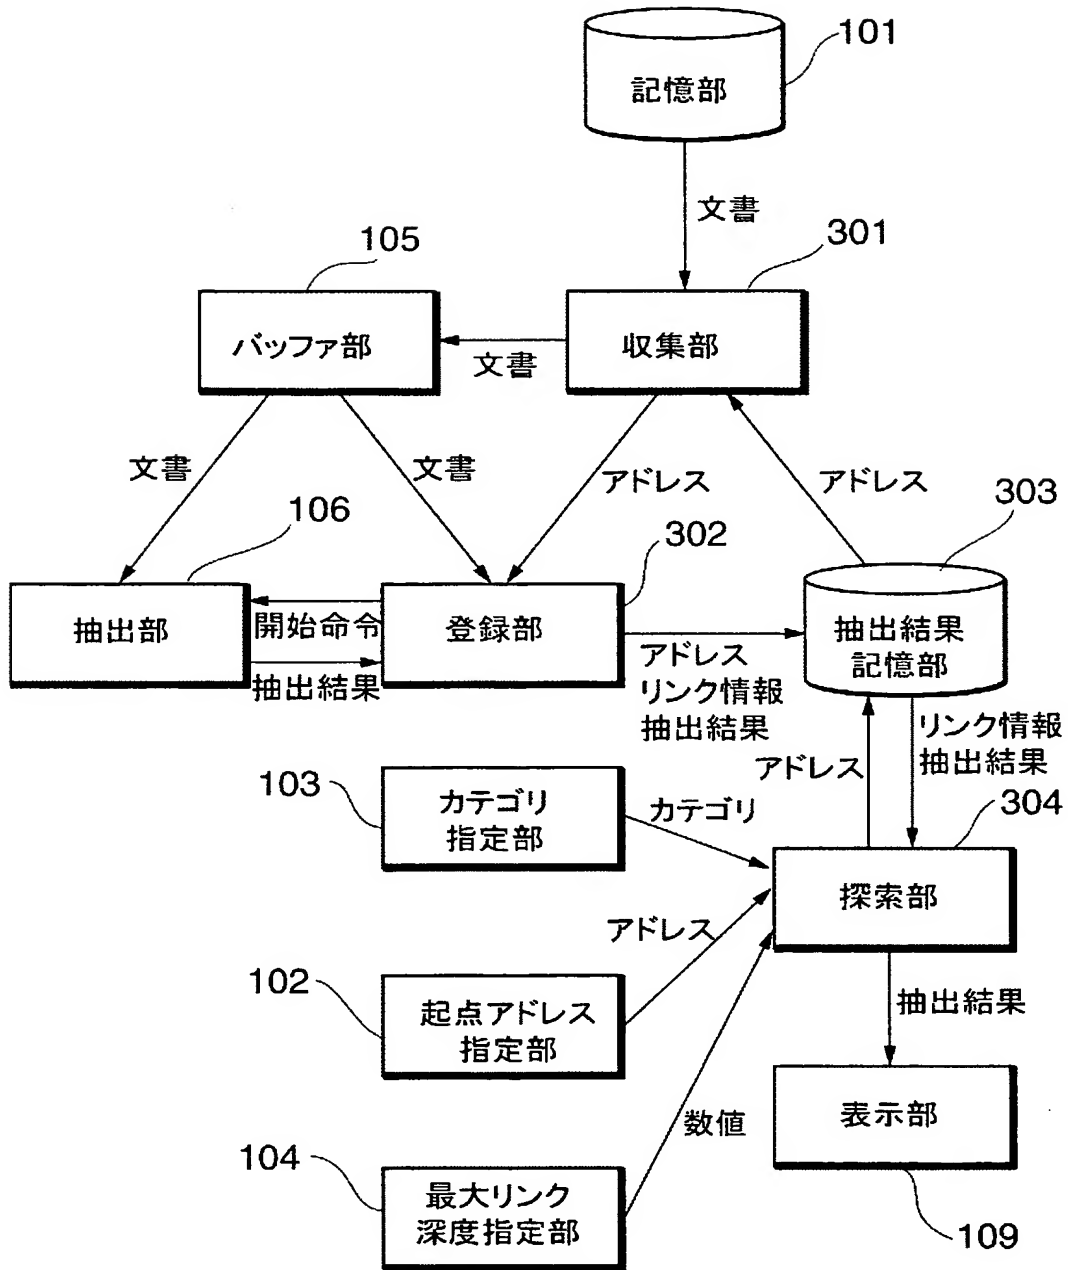 101
記憶部
文書
301
105
収集部
バッファ部
文書
文書
文書
アドレス
アドレス
303
106
302
抽出部
開始命令
抽出結果
登録部
アドレス
リンク情報
抽出結果
抽出結果
記憶部
アドレス
リンク情報
抽出結果
103
カテゴリ
指定部
カテゴリ
304
探索部
アドレス
102
起点アドレス
指定部
抽出結果
数値
表示部
104
最大リンク
深度指定部
109